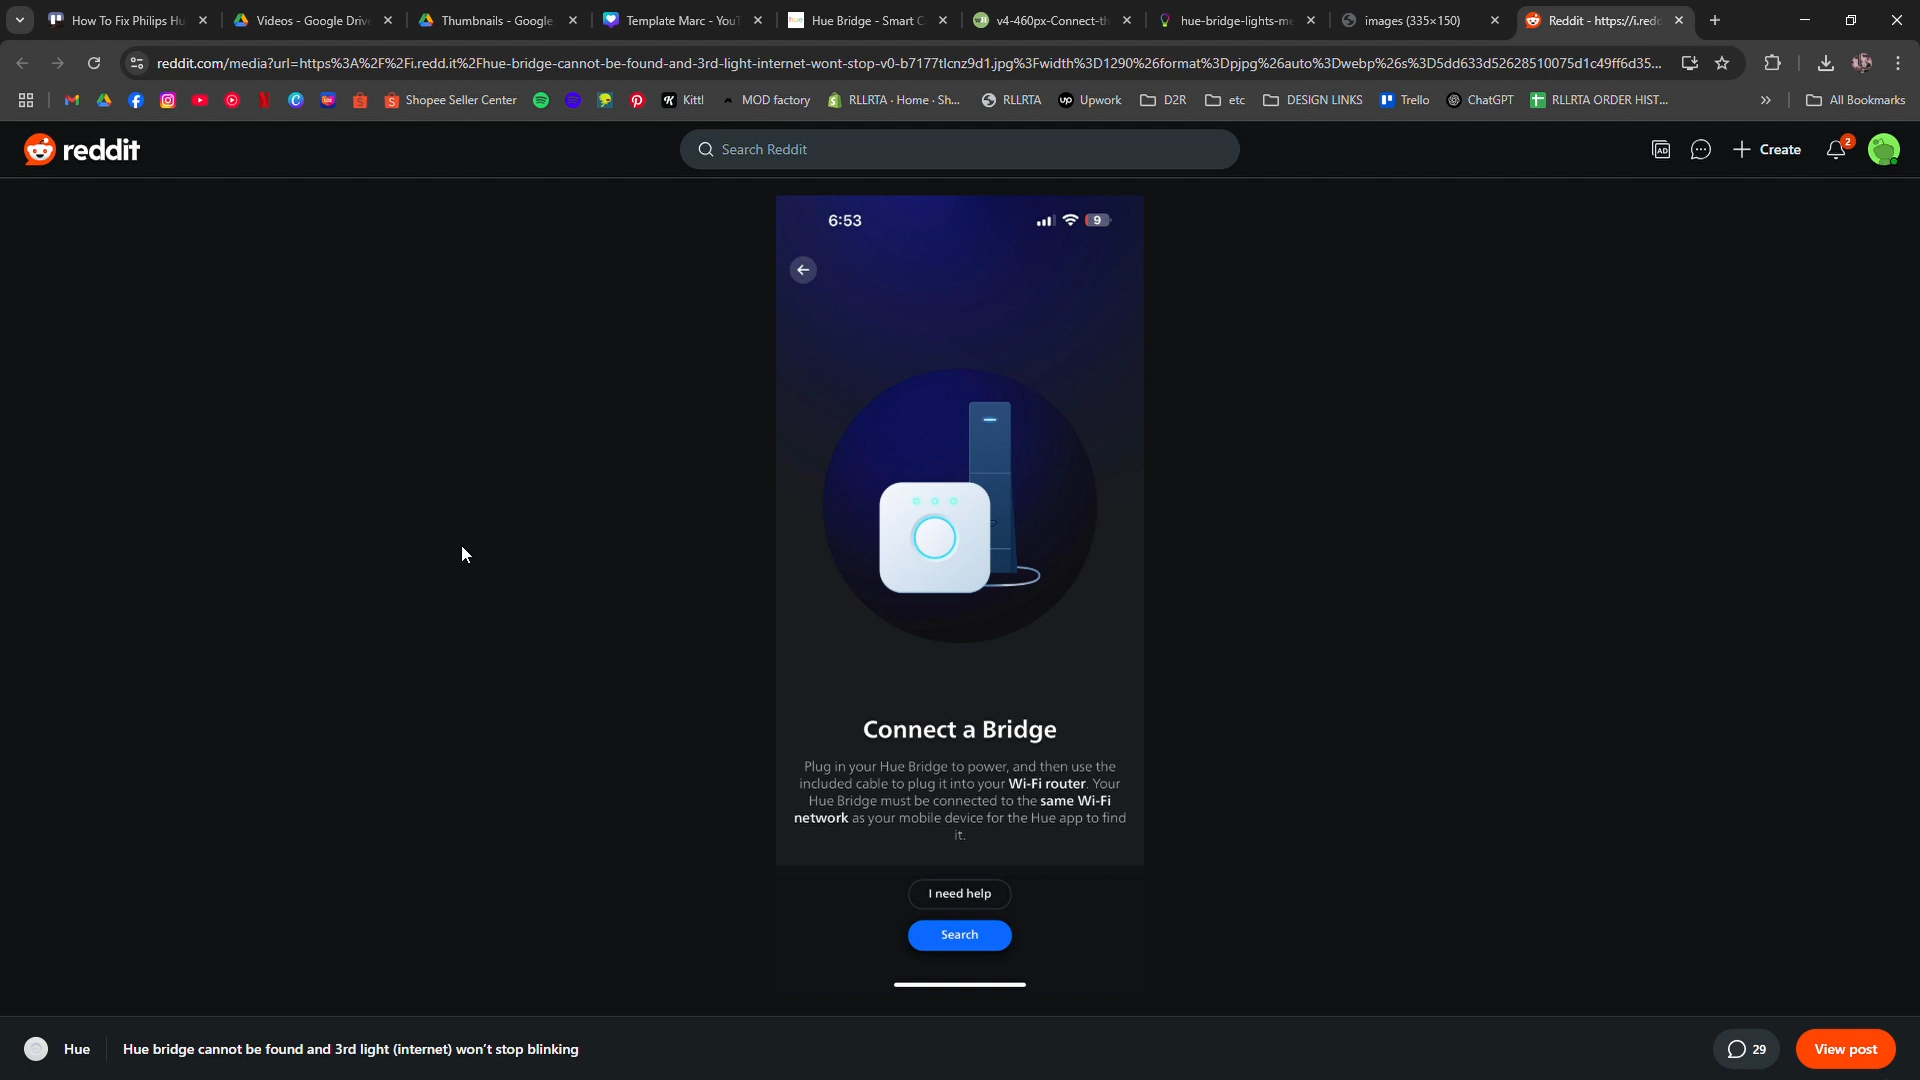 How To Fix Philips Hu
Videos - Google Drive
Thumbnails - Google
Template Marc - YouT
Hue Bridge - Smart C
v4-460px-Connect-th
hue-bridge-lights-me
images (335×150)
Reddit - https://i.redd
reddit.com/media?url=https%3A%2F%2Fi.redd.it%2Fhue-bridge-cannot-be-found-and-3rd-light-internet-wont-stop-v0-b7177tlcnz9d1.jpg%3Fwidth%3D1290%26format%3Dpjpg%26auto%3Dwebp%26s%3D5dd633d52628510075d1c49ff6d35...
Shopee Seller Center
Kittl
MOD factory
RLLRTA · Home · Sh...
RLLRTA
Upwork
D2R
etc
DESIGN LINKS
Trello
ChatGPT
RLLRTA ORDER HIST...
All Bookmarks
reddit
Search Reddit
AD
Create
2
6:53
9
Connect a Bridge
Plug in your Hue Bridge to power, and then use the
included cable to plug it into your Wi-Fi router. Your
Hue Bridge must be connected to the same Wi-Fi
network as your mobile device for the Hue app to find
it.
I need help
Search
Hue
Hue bridge cannot be found and 3rd light (internet) won't stop blinking
29
View post